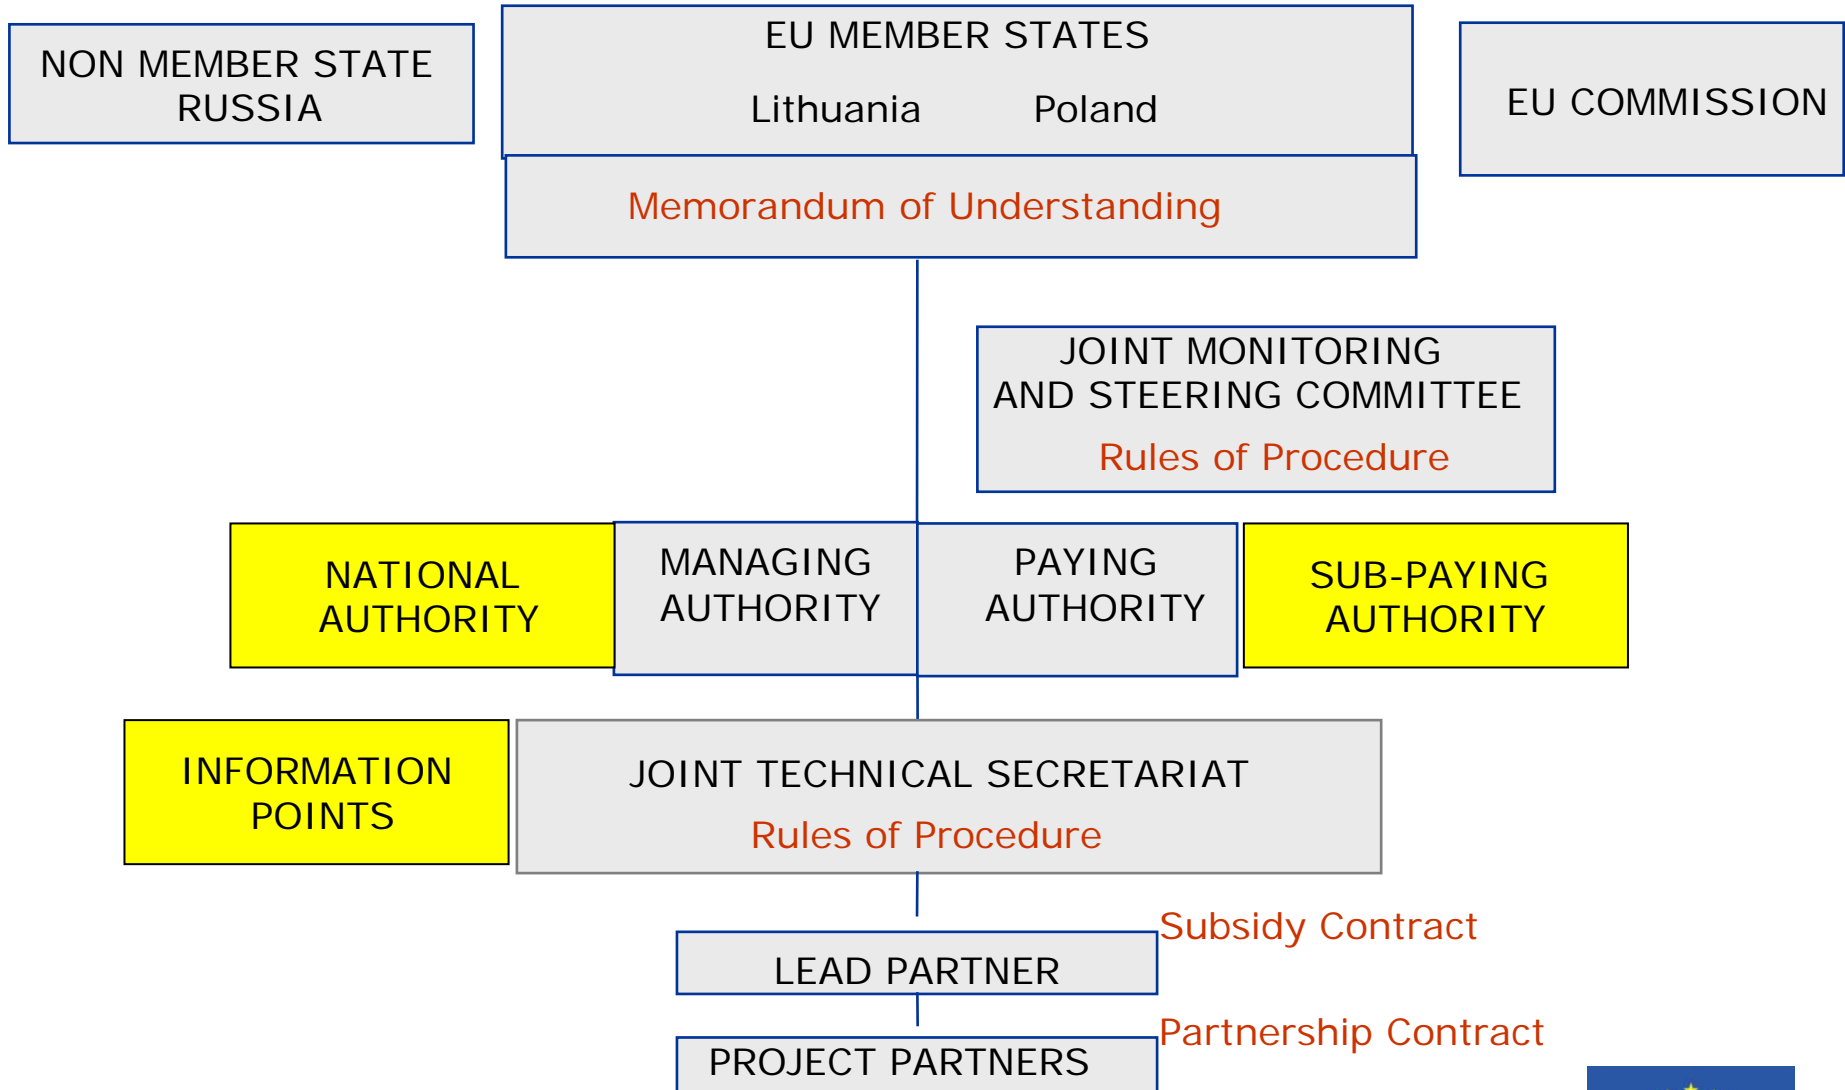 NON MEMBER STATE
RUSSIA
EU MEMBER STATES
Lithuania Poland
Memorandum of Understanding
EU COMMISSION
JOINT MONITORING
AND STEERING COMMITTEE
Rules of Procedure
NATIONAL
AUTHORITY
MANAGING
AUTHORITY
PAYING
AUTHORITY
SUB-PAYING
AUTHORITY
INFORMATION
POINTS
JOINT TECHNICAL SECRETARIAT
Rules of Procedure
Subsidy Contract
LEAD PARTNER
Partnership Contract
PROJECT PARTNERS